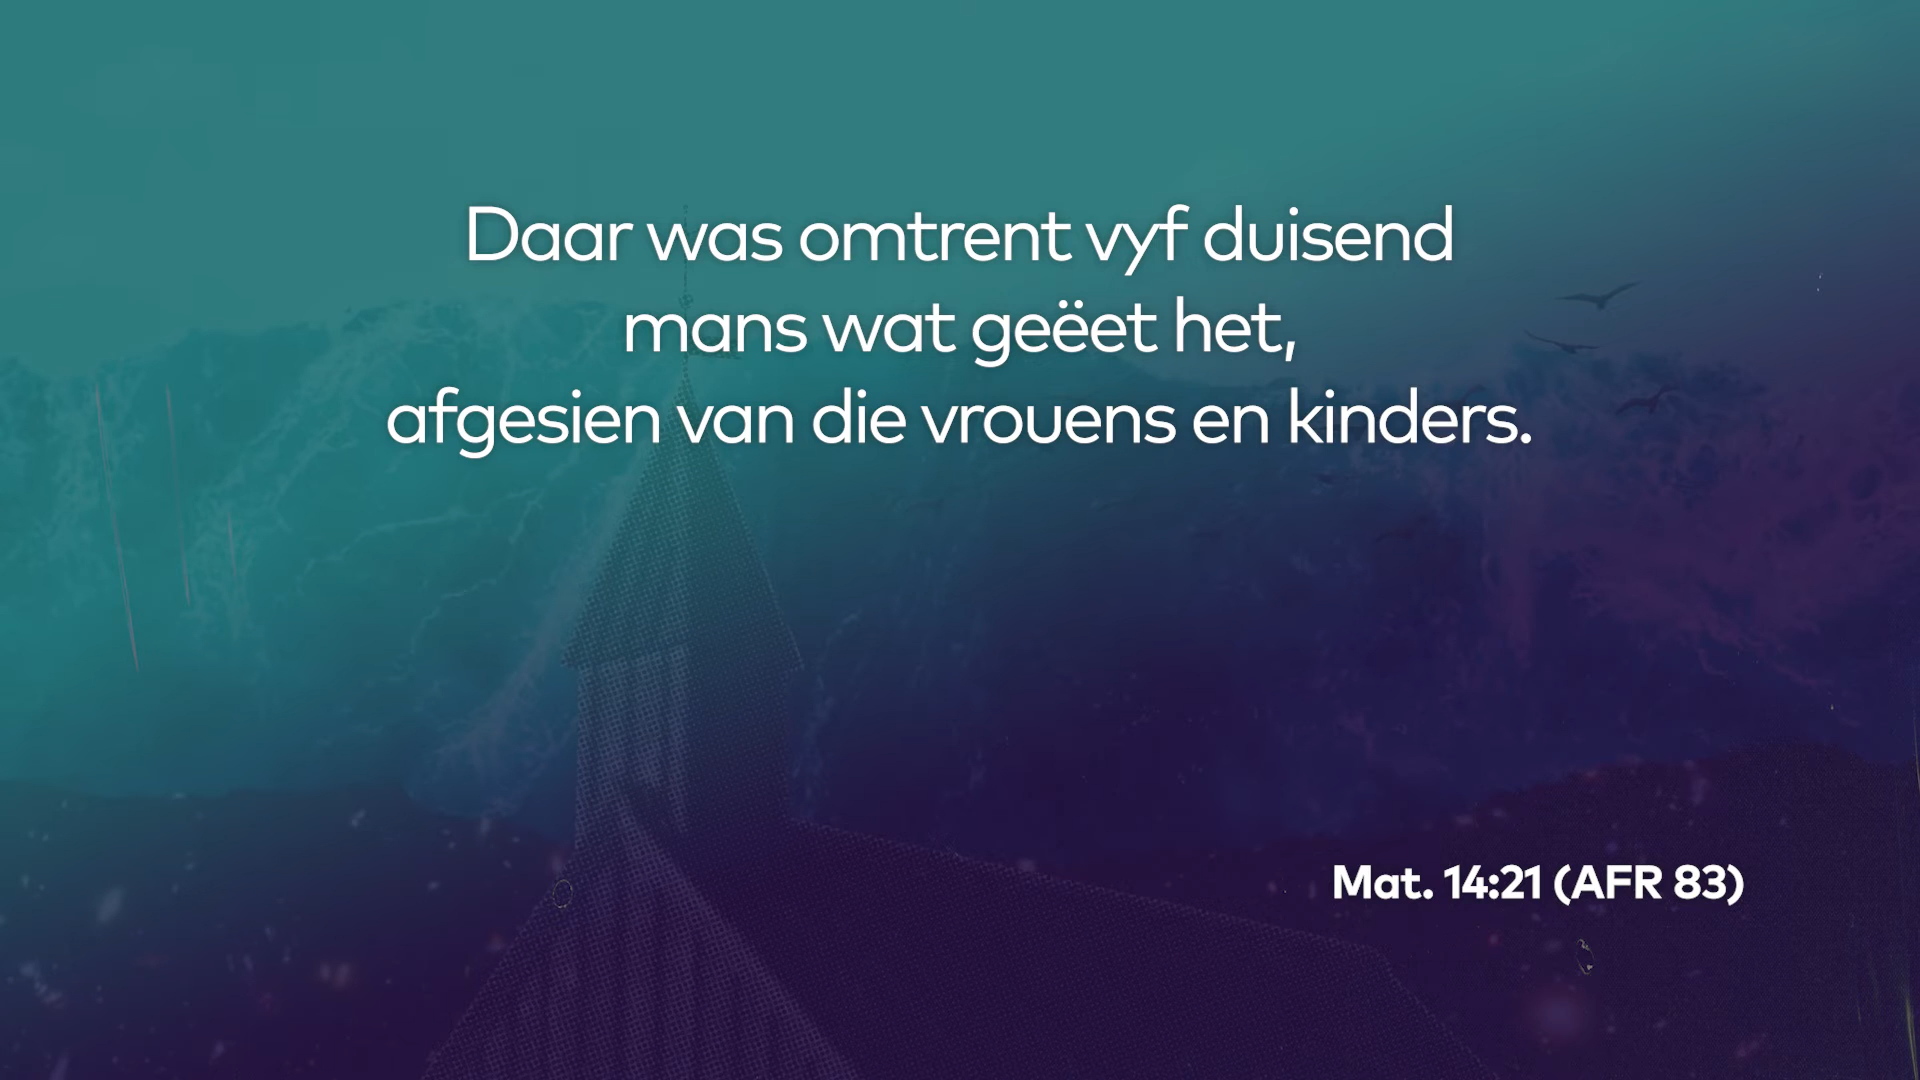 Daar was omtrent vyf duisend
mans wat geëet het,
afgesien van die vrouens en kinders.
Mat. 14:21 (AFR 83)